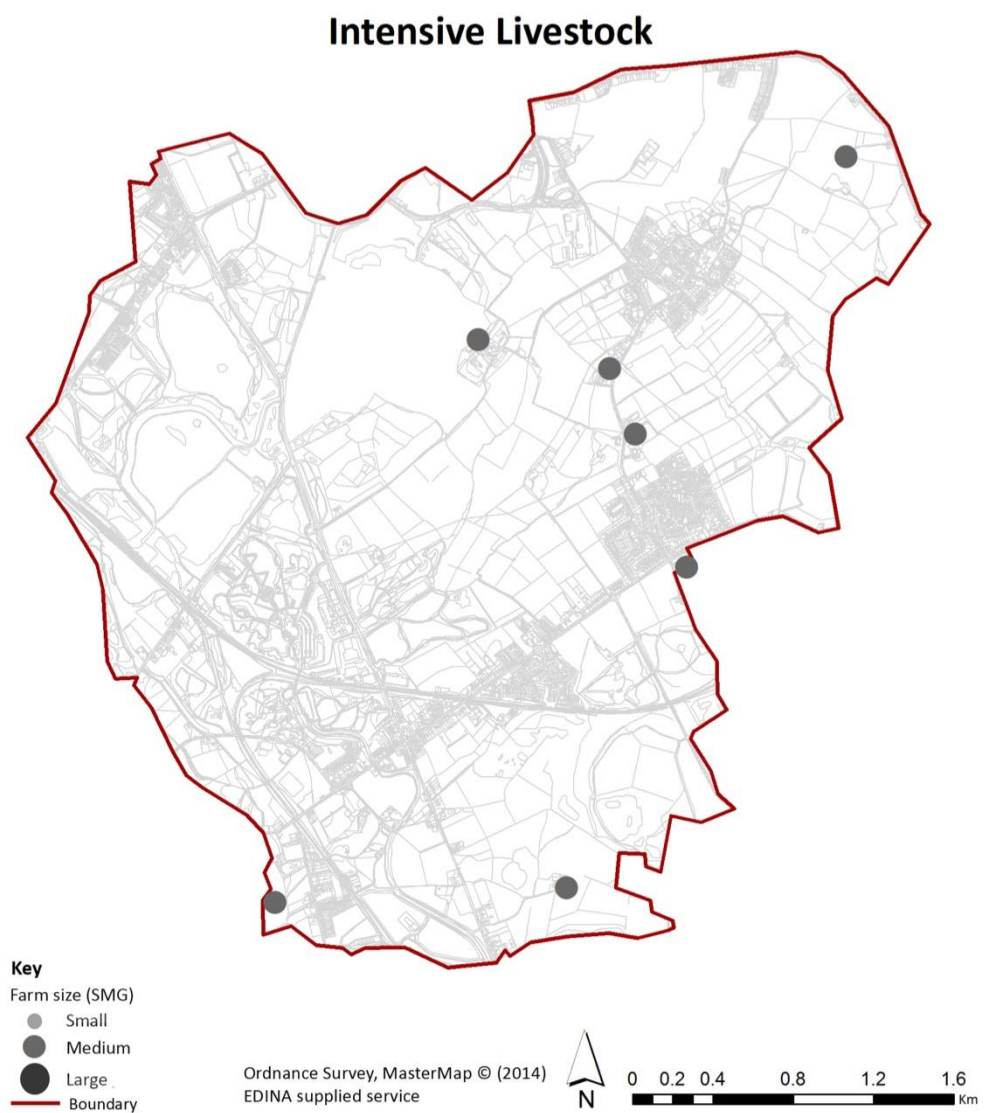 Intensive Livestock
Key
Farm size (SMG)
Small
Medium
Large
Boundary
Ordnance Survey, MasterMap © (2014)
EDINA supplied service
N
0 0.2 0.4 0.8 1.2 1.6
Km